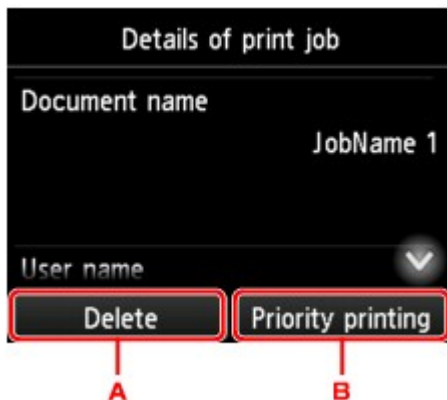 Details of print job
Document name
JobName 1
User name
Delete Priority printing
A B